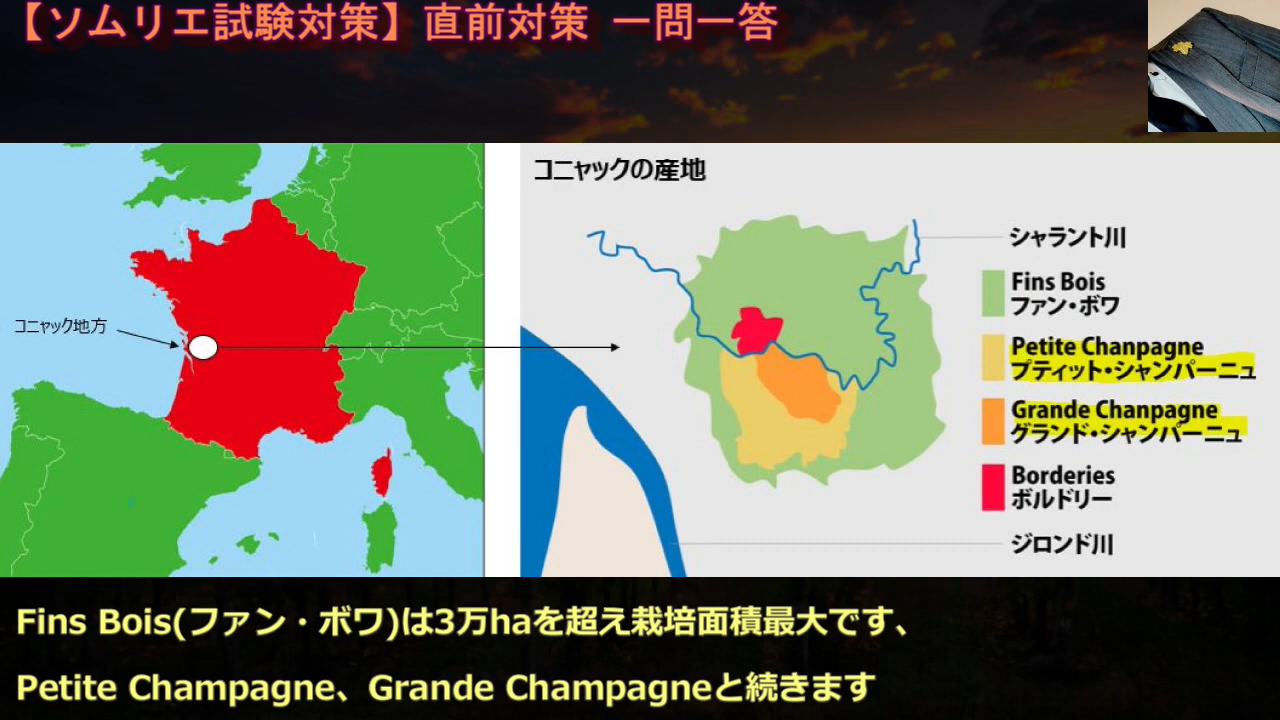 【ソムリエ試験対策】直前対策 一問一答
コニャック地方
コニャックの産地
シャラント川
Fins Bois
ファン・ボワ
Petite Chanpagne
プティット・シャンパーニュ
Grande Chanpagne
グランド・シャンパーニュ
Borderies
ボルドリー
ジロンド川
Fins Bois(ファン・ボワ)は3万haを超え栽培面積最大です、
Petite Champagne、Grande Champagneと続きます